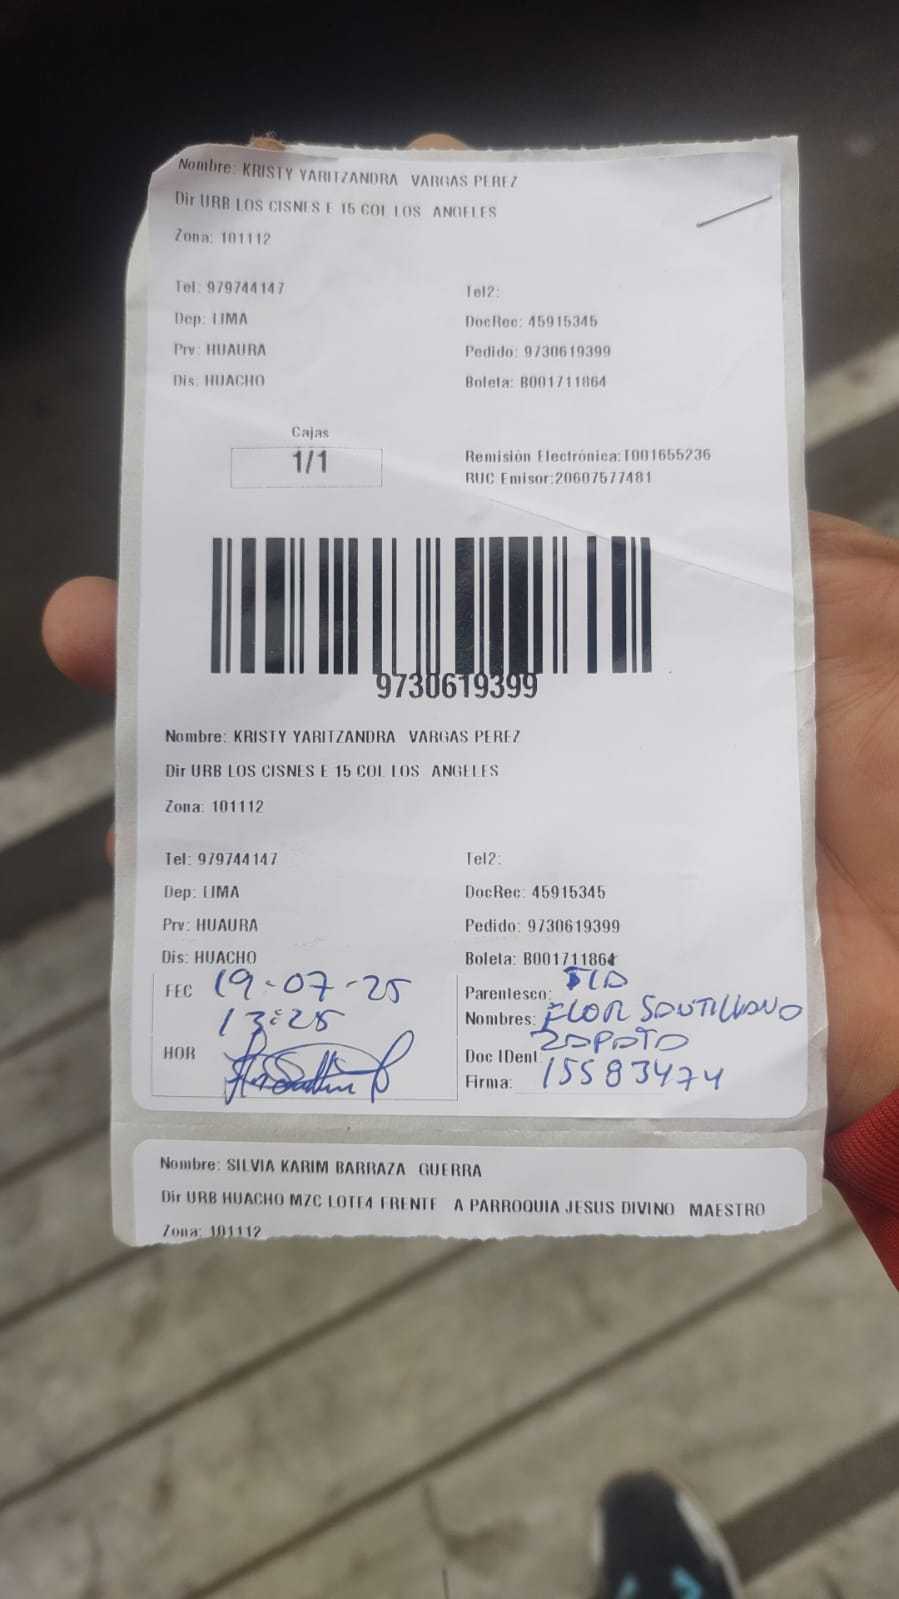 Nombre: KRISTY YARITZANDRA VARGAS PEREZ
Dir URB LOS CISNES E 15 COL LOS ANGELES
Zona: 101112
Tel: 979744147 Tel2:
Dep: LIMA DocRec: 45915345
Prv: HUAURA Pedido: 9730619399
Dis: HUACHO Boleta: B001711864
Cajas
1/1
Remisión Electrónica:T001655236
RUC Emisor:20607577481
9730619399
Nombre: KRISTY YARITZANDRA VARGAS PEREZ
Dir URB LOS CISNES E 15 COL LOS ANGELES
Zona: 101112
Tel: 979744147 Tel2:
Dep: LIMA DocRec: 45915345
Prv: HUAURA Pedido: 9730619399
Dis: HUACHO Boleta: B001711864
FEC 19-07-25 Parentesco: TIA
13:25 Nombres: FLOR SANTILLANO
ZAPATA
HOR Doc IDent 15583474
Firma:
Nombre: SILVIA KARIM BARRAZA GUERRA
Dir URB HUACHO MZC LOTE4 FRENTE A PARROQUIA JESUS DIVINO MAESTRO
Zona: 101112